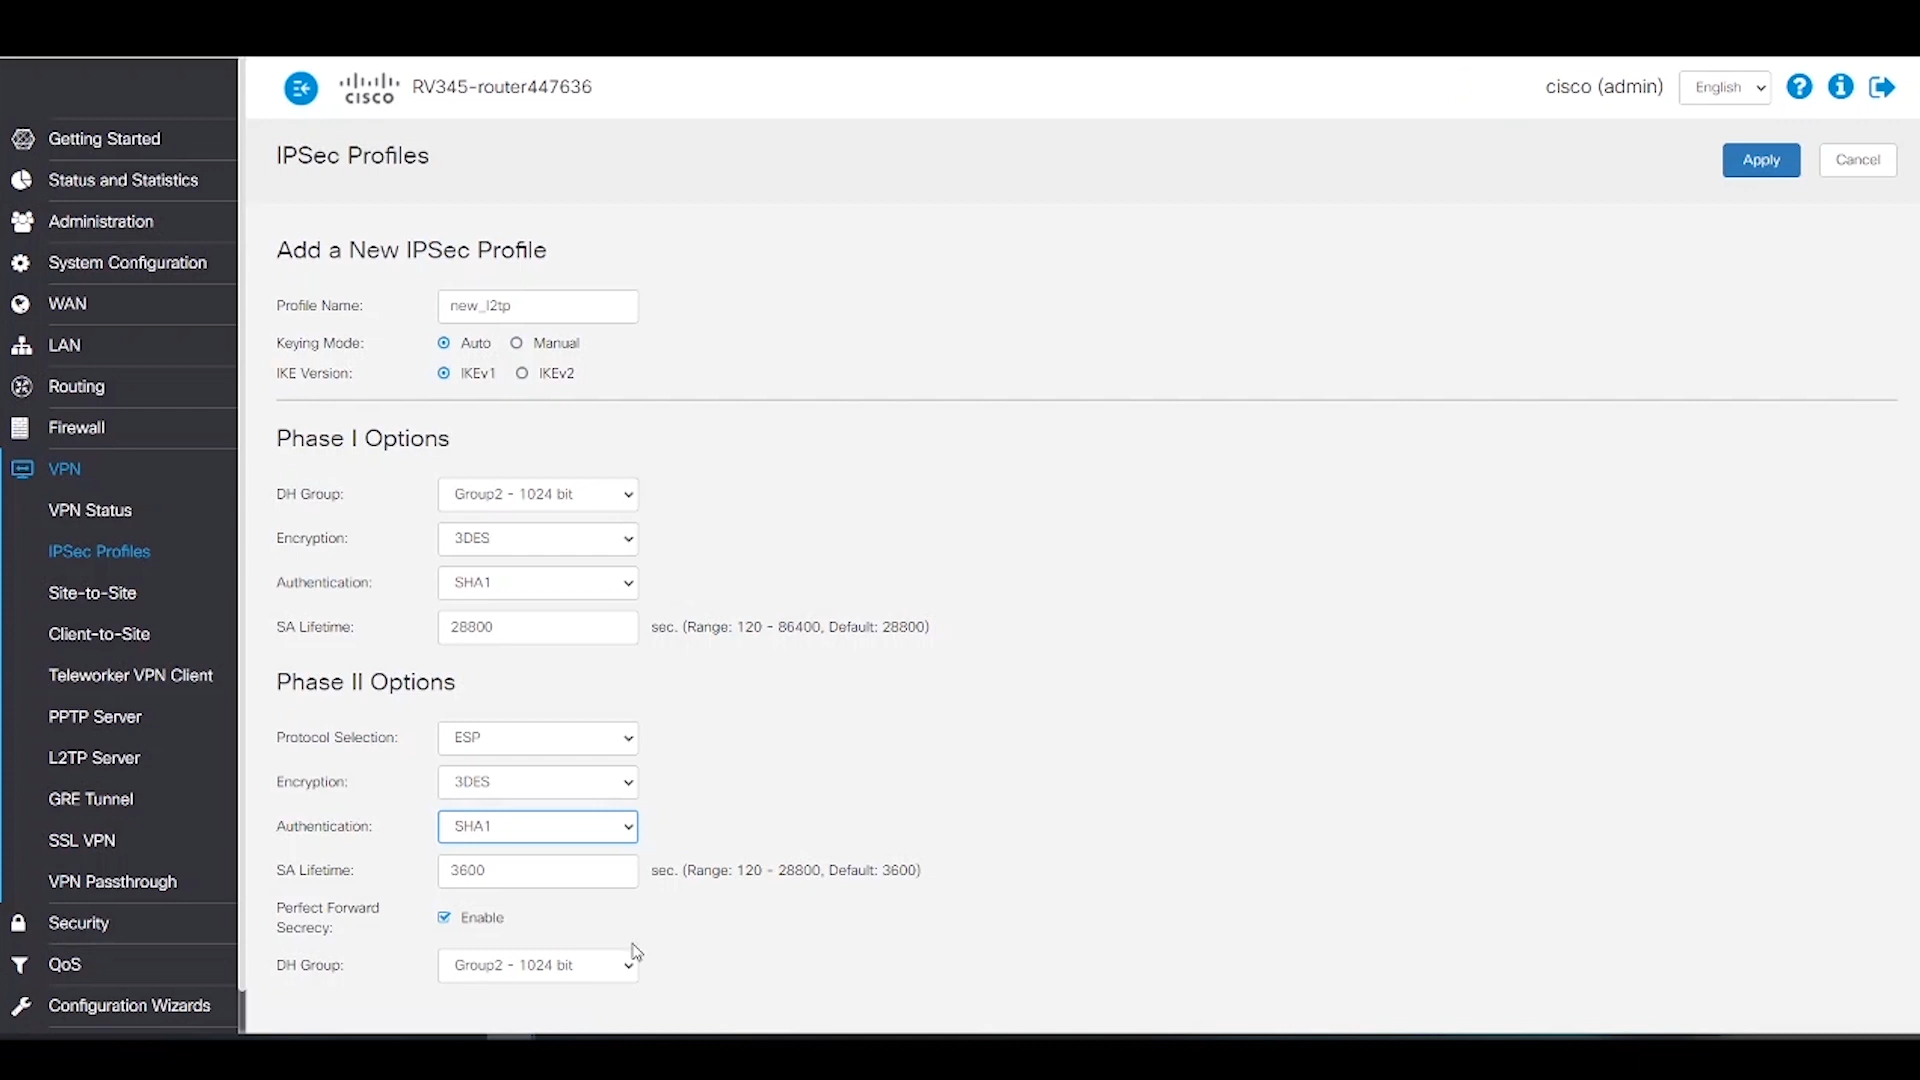 CISCO
RV345-router447636
cisco (admin)
English
Getting Started
Status and Statistics
Administration
System Configuration
WAN
LAN
Routing
Firewall
VPN
VPN Status
IPSec Profiles
Site-to-Site
Client-to-Site
Teleworker VPN Client
PPTP Server
L2TP Server
GRE Tunnel
SSL VPN
VPN Passthrough
Security
QoS
Configuration Wizards
IPSec Profiles
Apply
Cancel
Add a New IPSec Profile
Profile Name: new_l2tp
Keying Mode: Auto Manual
IKE Version: IKEv1 IKEv2
Phase I Options
DH Group: Group2 - 1024 bit
Encryption: 3DES
Authentication: SHA1
SA Lifetime: 28800 sec. (Range: 120 - 86400, Default: 28800)
Phase II Options
Protocol Selection: ESP
Encryption: 3DES
Authentication: SHA1
SA Lifetime: 3600 sec. (Range: 120 - 28800, Default: 3600)
Perfect Forward
Secrecy: Enable
DH Group: Group2 - 1024 bit